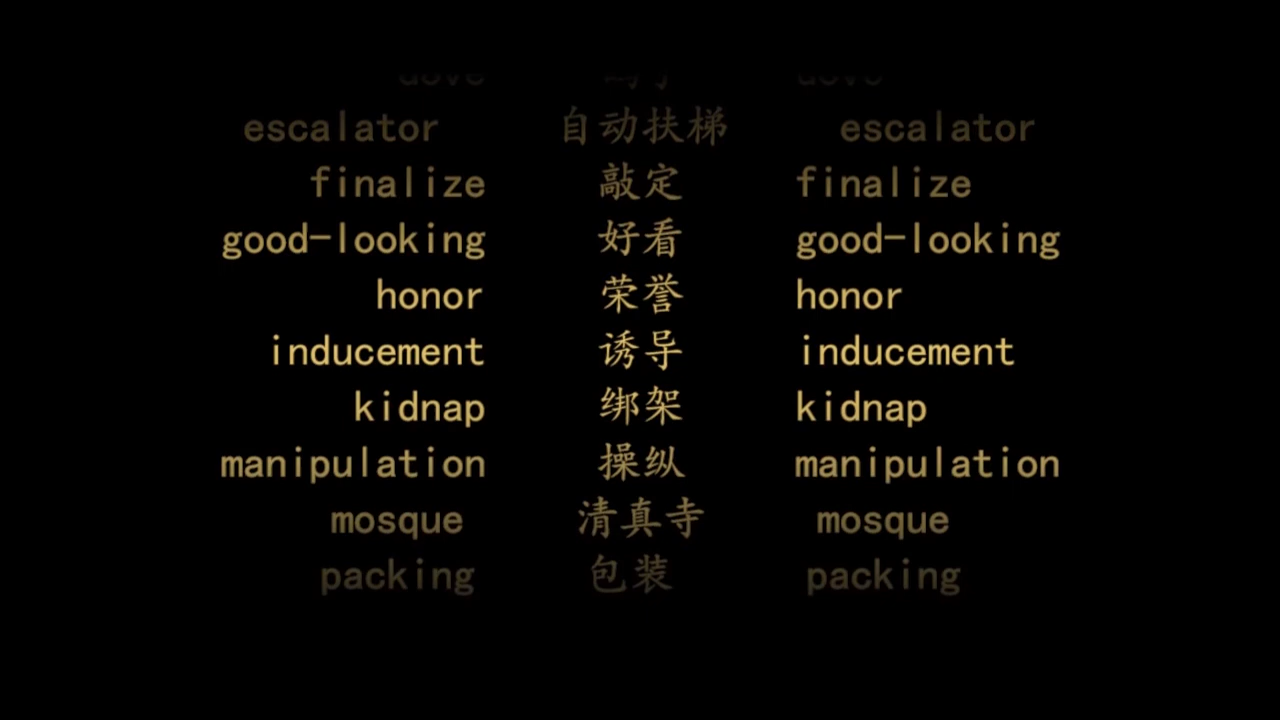 dove dove
escalator 自动扶梯 escalator
finalize 敲定 finalize
good-looking 好看 good-looking
honor 荣誉 honor
inducement 诱导 inducement
kidnap 绑架 kidnap
manipulation 操纵 manipulation
mosque 清真寺 mosque
packing 包装 packing